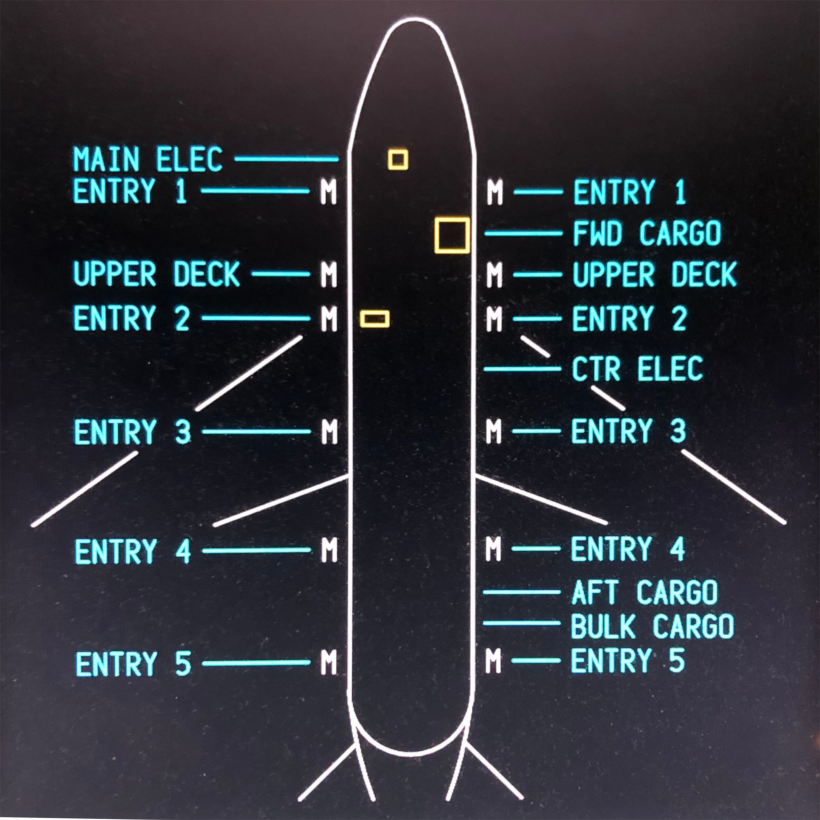 MAIN ELEC
ENTRY 1 M M ENTRY 1
FWD CARGO
UPPER DECK M M UPPER DECK
ENTRY 2 M M ENTRY 2
CTR ELEC
ENTRY 3 M M ENTRY 3
ENTRY 4 M M ENTRY 4
AFT CARGO
BULK CARGO
ENTRY 5 M M ENTRY 5